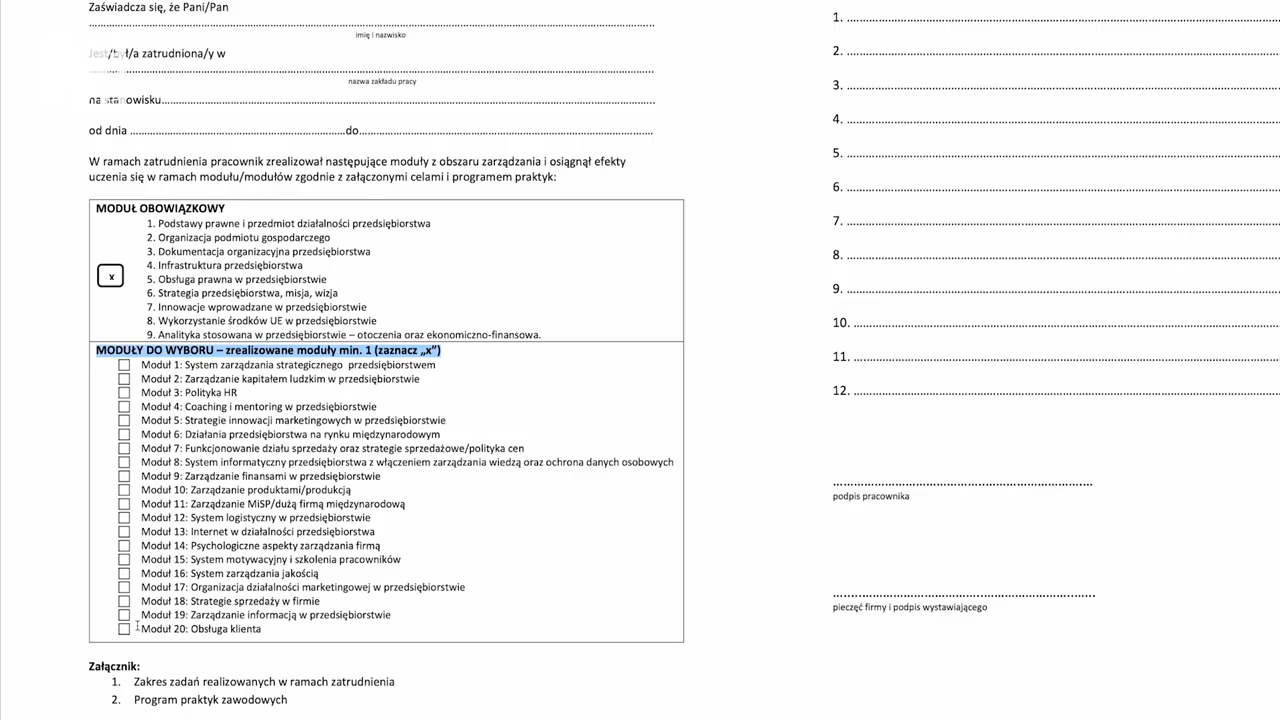 Zaświadcza się, że Pani/Pan
................................................................
imię i nazwisko
Jest/był/a zatrudniona/y w
................................................................
nazwa zakładu pracy
na stanowisku................................................................
od dnia ................................do................................
W ramach zatrudnienia pracownik zrealizował następujące moduły z obszaru zarządzania i osiągnął efekty
uczenia się w ramach modułu/modułów zgodnie z załączonymi celami i programem praktyk:
MODUŁ OBOWIĄZKOWY
1. Podstawy prawne i przedmiot działalności przedsiębiorstwa
2. Organizacja podmiotu gospodarczego
3. Dokumentacja organizacyjna przedsiębiorstwa
4. Infrastruktura przedsiębiorstwa
x
5. Obsługa prawna w przedsiębiorstwie
6. Strategia przedsiębiorstwa, misja, wizja
7. Innowacje wprowadzane w przedsiębiorstwie
8. Wykorzystanie środków UE w przedsiębiorstwie
9. Analityka stosowana w przedsiębiorstwie – otoczenia oraz ekonomiczno-finansowa.
MODUŁY DO WYBORU – zrealizowane moduły min. 1 (zaznacz „x”)
Moduł 1: System zarządzania strategicznego przedsiębiorstwem
Moduł 2: Zarządzanie kapitałem ludzkim w przedsiębiorstwie
Moduł 3: Polityka HR
Moduł 4: Coaching i mentoring w przedsiębiorstwie
Moduł 5: Strategie innowacji marketingowych w przedsiębiorstwie
Moduł 6: Działania przedsiębiorstwa na rynku międzynarodowym
Moduł 7: Funkcjonowanie działu sprzedaży oraz strategie sprzedażowe/polityka cen
Moduł 8: System informatyczny przedsiębiorstwa z włączeniem zarządzania wiedzą oraz ochrona danych osobowych
Moduł 9: Zarządzanie finansami w przedsiębiorstwie
Moduł 10: Zarządzanie produktami/produkcją
Moduł 11: Zarządzanie MiSP/dużą firmą międzynarodową
Moduł 12: System logistyczny w przedsiębiorstwie
Moduł 13: Internet w działalności przedsiębiorstwa
Moduł 14: Psychologiczne aspekty zarządzania firmą
Moduł 15: System motywacyjny i szkolenia pracowników
Moduł 16: System zarządzania jakością
Moduł 17: Organizacja działalności marketingowej w przedsiębiorstwie
Moduł 18: Strategie sprzedaży w firmie
Moduł 19: Zarządzanie informacją w przedsiębiorstwie
Moduł 20: Obsługa klienta
Załącznik:
1. Zakres zadań realizowanych w ramach zatrudnienia
2. Program praktyk zawodowych
1. ................................
2. ................................
3. ................................
4. ................................
5. ................................
6. ................................
7. ................................
8. ................................
9. ................................
10. ................................
11. ................................
12. ................................
................................
podpis pracownika
................................
pieczęć firmy i podpis wystawiającego